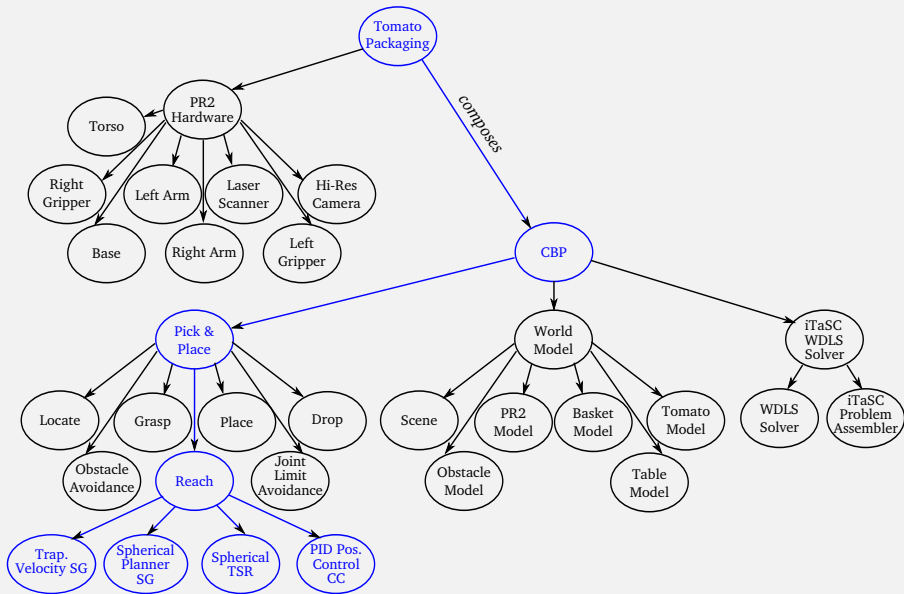 Tomato
Packaging
composes
PR2
Hardware
Torso
Right
Gripper
Left Arm
Laser
Scanner
Hi-Res
Camera
Base
Right Arm
Left
Gripper
CBP
Pick &
Place
World
Model
iTaSC
WDLS
Solver
Locate
Grasp
Place
Drop
Scene
PR2
Model
Basket
Model
Tomato
Model
WDLS
Solver
iTaSC
Problem
Assembler
Obstacle
Avoidance
Reach
Joint
Limit
Avoidance
Obstacle
Model
Table
Model
Trap.
Velocity SG
Spherical
Planner
SG
Spherical
TSR
PID Pos.
Control
CC